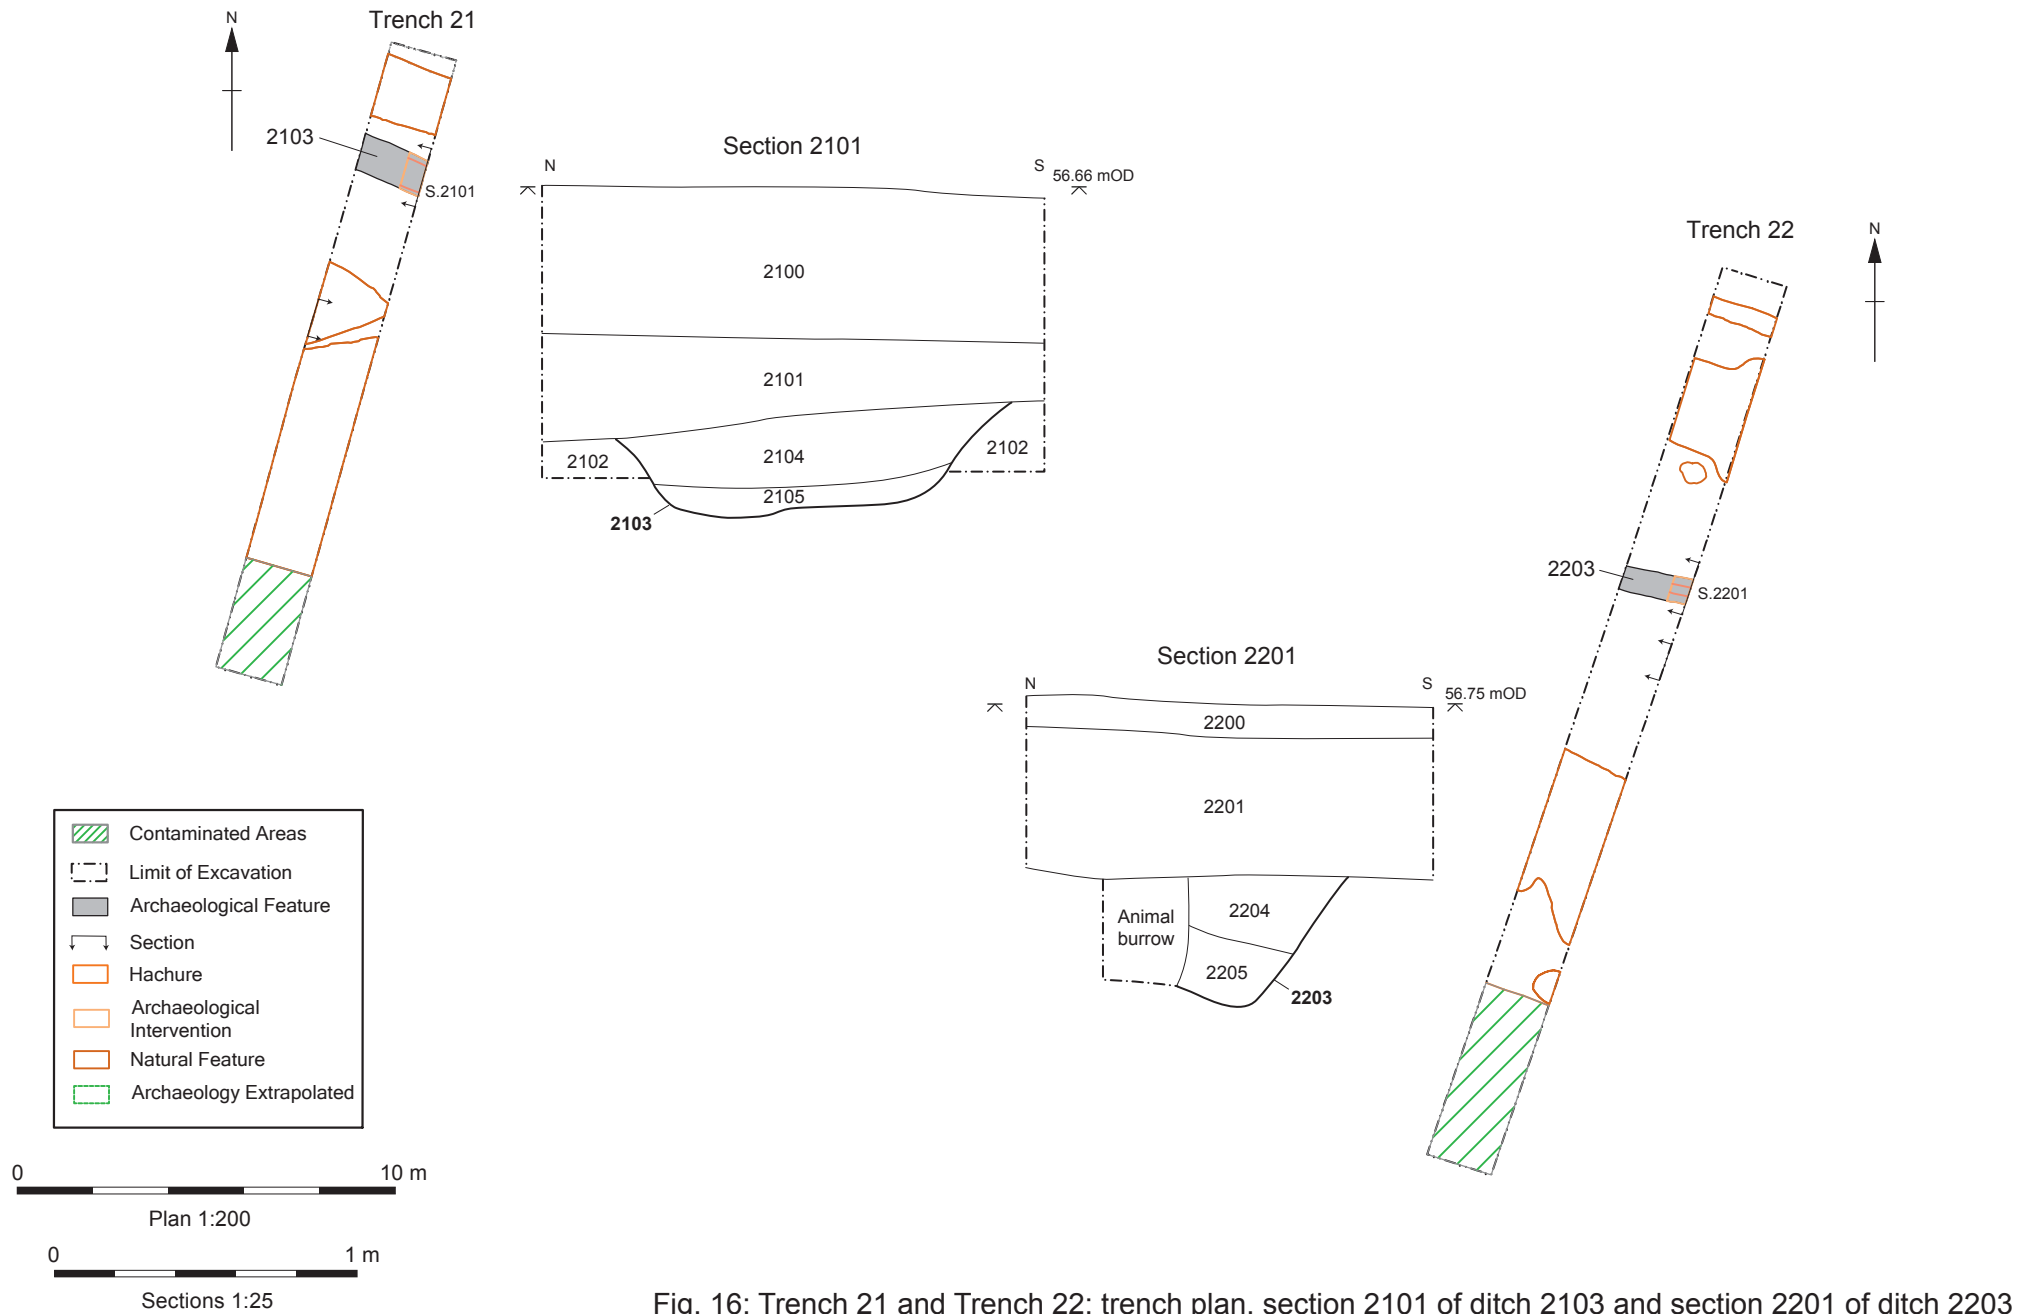 N
Trench 21
2103
S.2101
Section 2101
N
S
56.66 mOD
2100
2101
2102
2104
2102
2105
2103
Trench 22
N
2203
S.2201
Section 2201
N
S
56.75 mOD
2200
2201
Animal
burrow
2204
2205
2203
Contaminated Areas
Limit of Excavation
Archaeological Feature
Section
Hachure
Archaeological
Intervention
Natural Feature
Archaeology Extrapolated
0 10 m
Plan 1:200
0 1 m
Sections 1:25
Fig. 16: Trench 21 and Trench 22: trench plan, section 2101 of ditch 2103 and section 2201 of ditch 2203